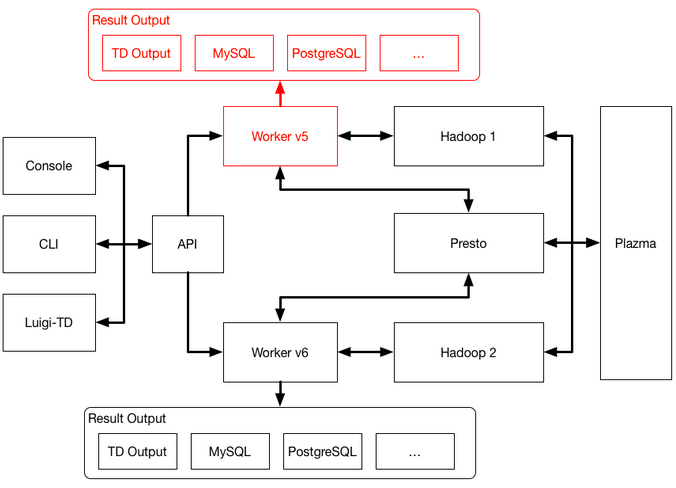 Result Output
TD Output
MySQL
PostgreSQL
...
Worker v5
Hadoop 1
Console
CLI
API
Presto
Plazma
Luigi-TD
Worker v6
Hadoop 2
Result Output
TD Output
MySQL
PostgreSQL
...